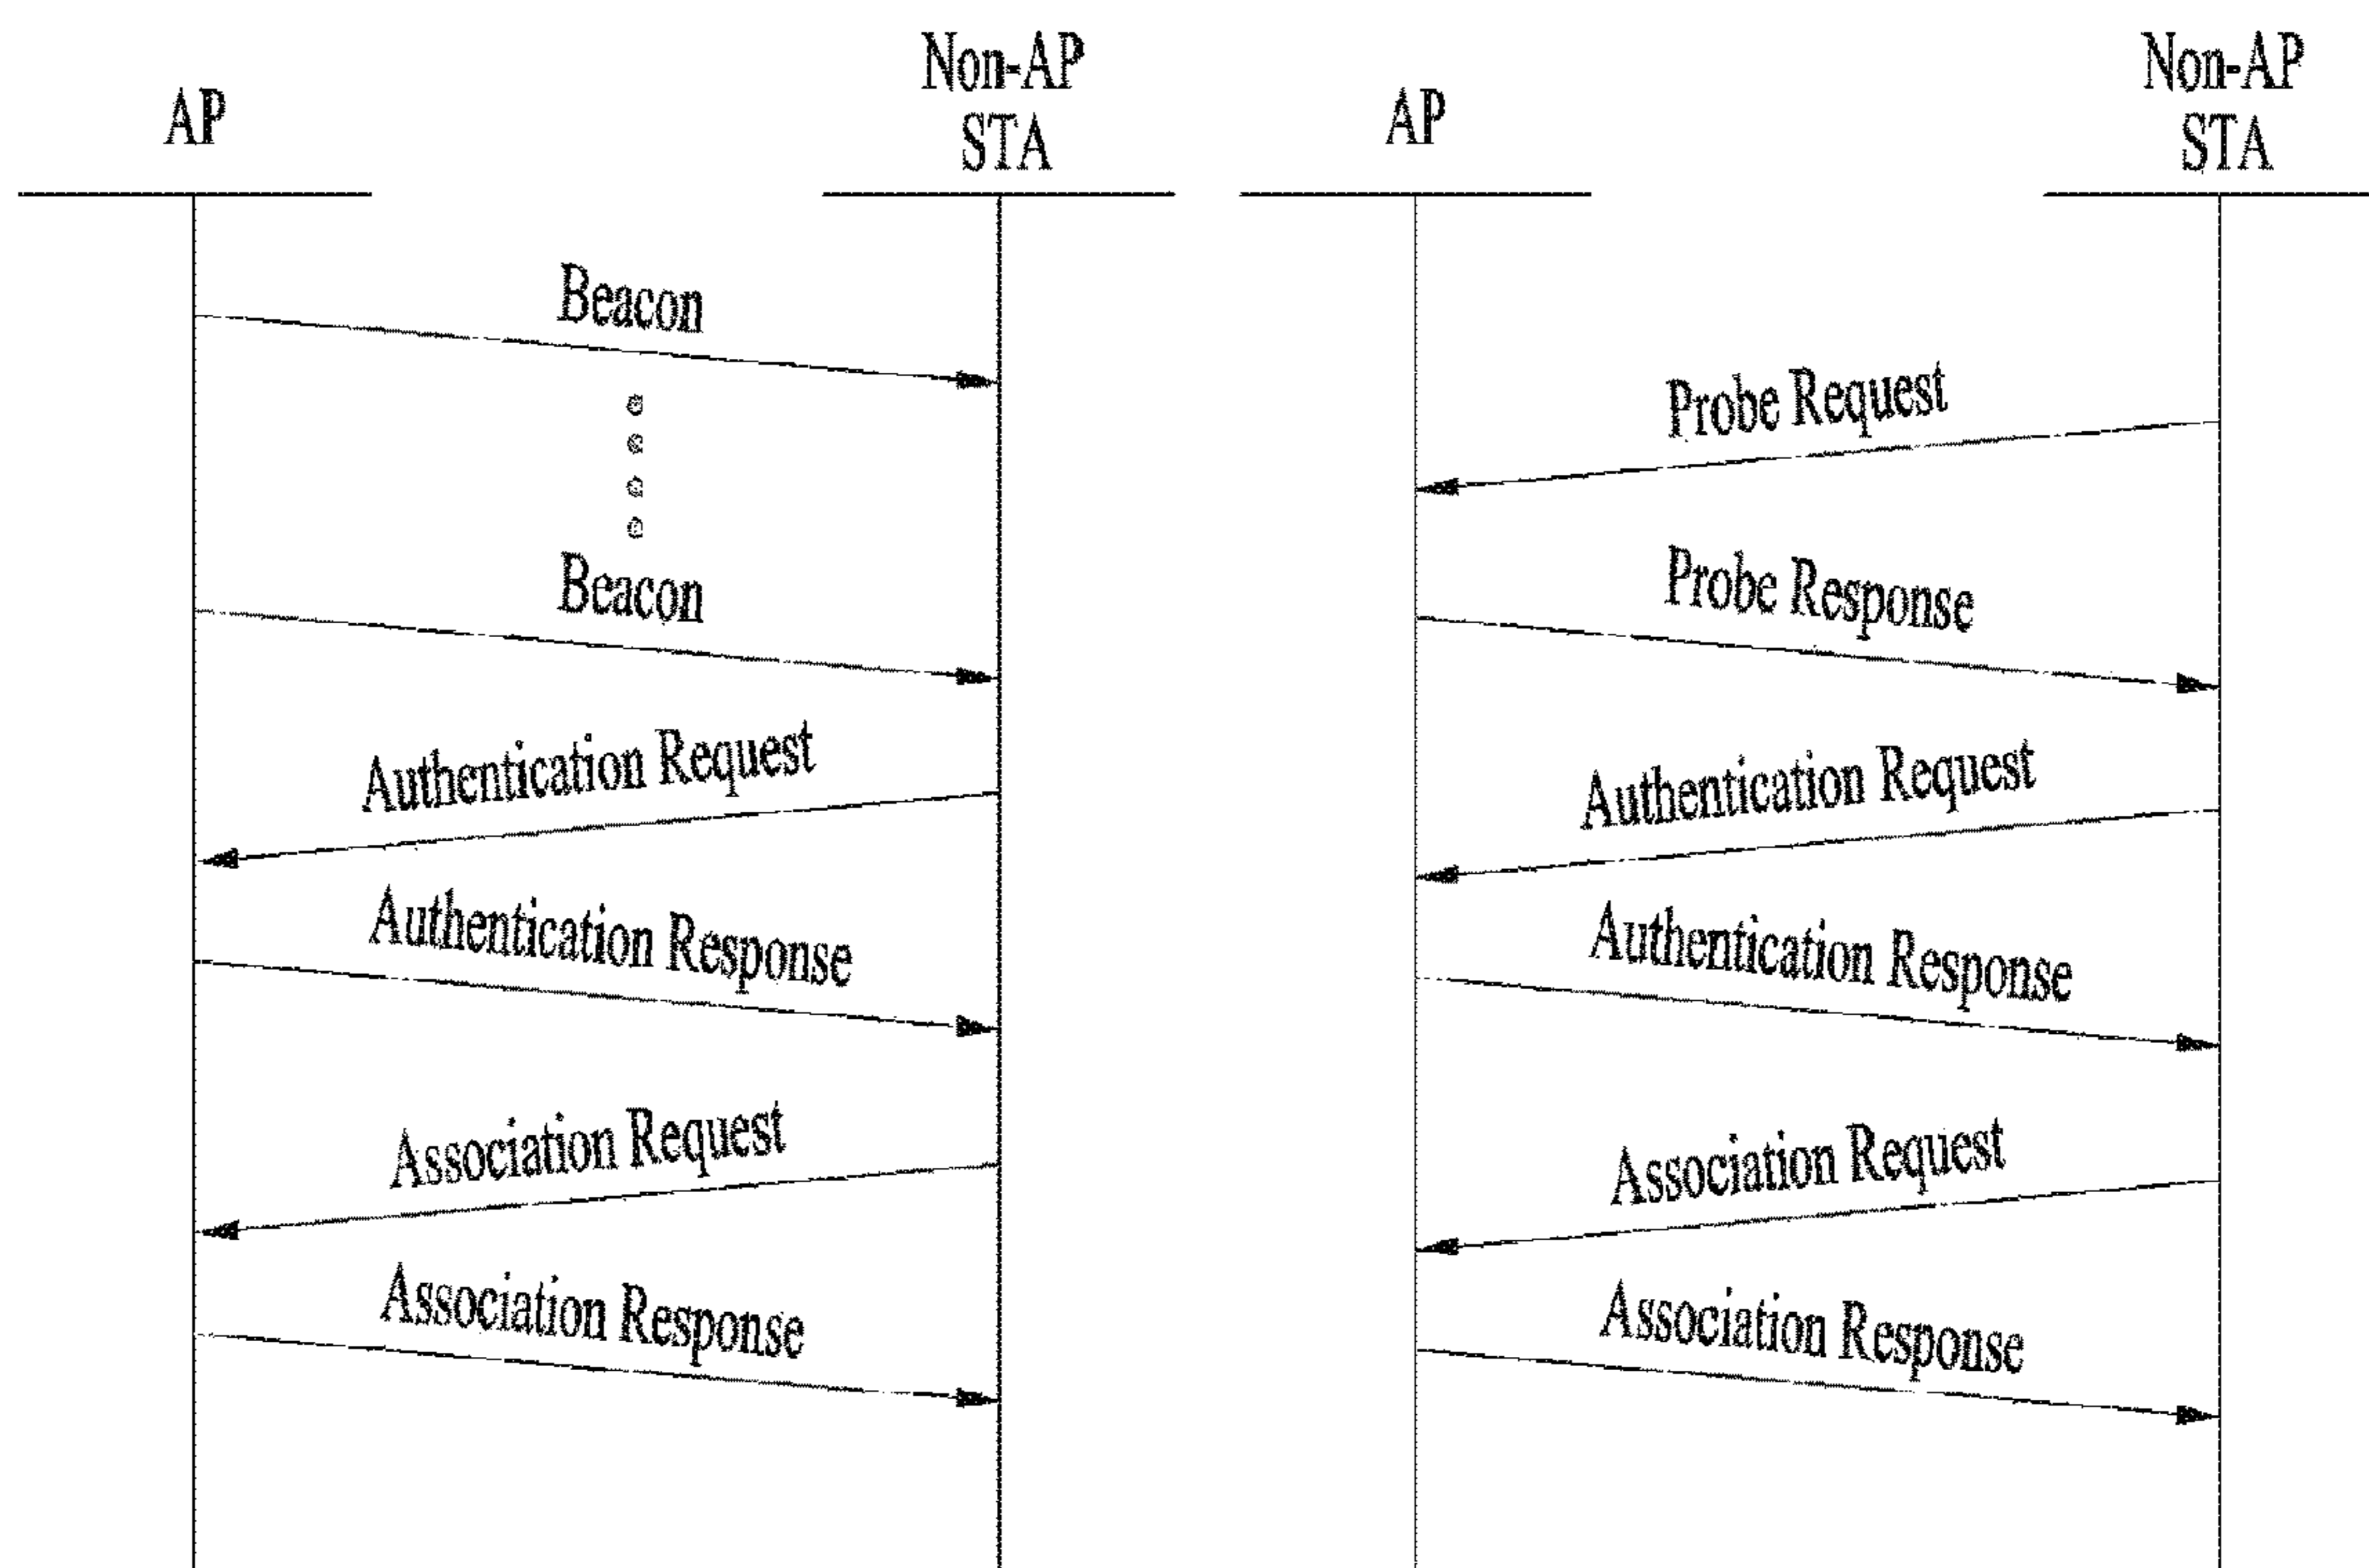 AP
Non-AP
STA
Beacon
Beacon
Authentication Request
Authentication Response
Association Request
Association Response
AP
Non-AP
STA
Probe Request
Probe Response
Authentication Request
Authentication Response
Association Request
Association Response